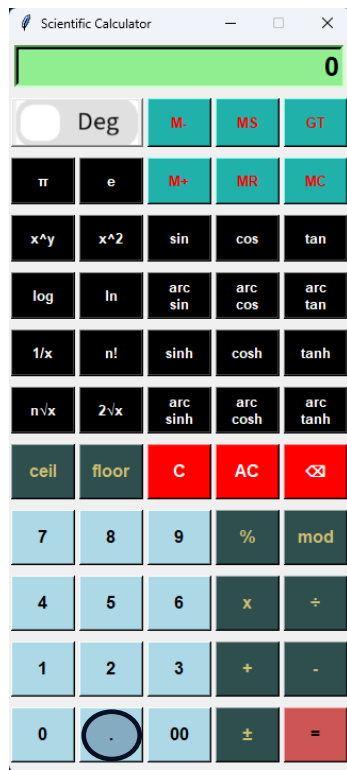 Scientific Calculator
0
Deg M- MS GT
π e M+ MR MC
x^y x^2 sin cos tan
log ln arc sin arc cos arc tan
1/x n! sinh cosh tanh
n√x 2√x arc sinh arc cosh arc tanh
ceil floor C AC ⌫
7 8 9 % mod
4 5 6 x ÷
1 2 3 + -
0 . 00 ± =